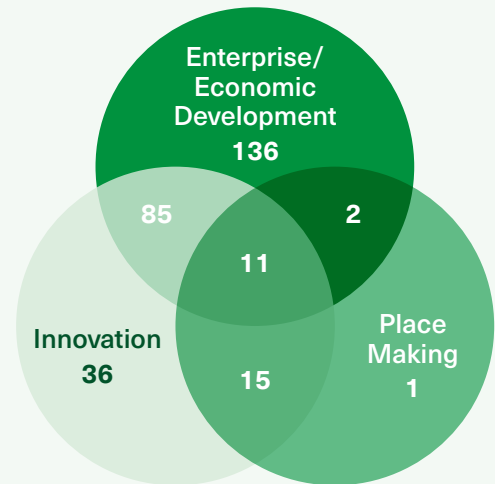 Enterprise/
Economic
Development
136
85
2
11
Innovation
36
Place
Making
1
15